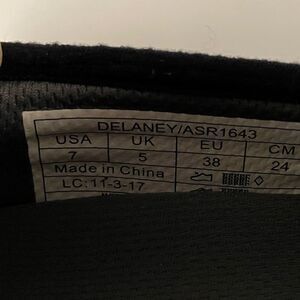 DELANEY/ASR1643
USA UK EU CM
7 5 38 24
Made in China
LC:11-3-17